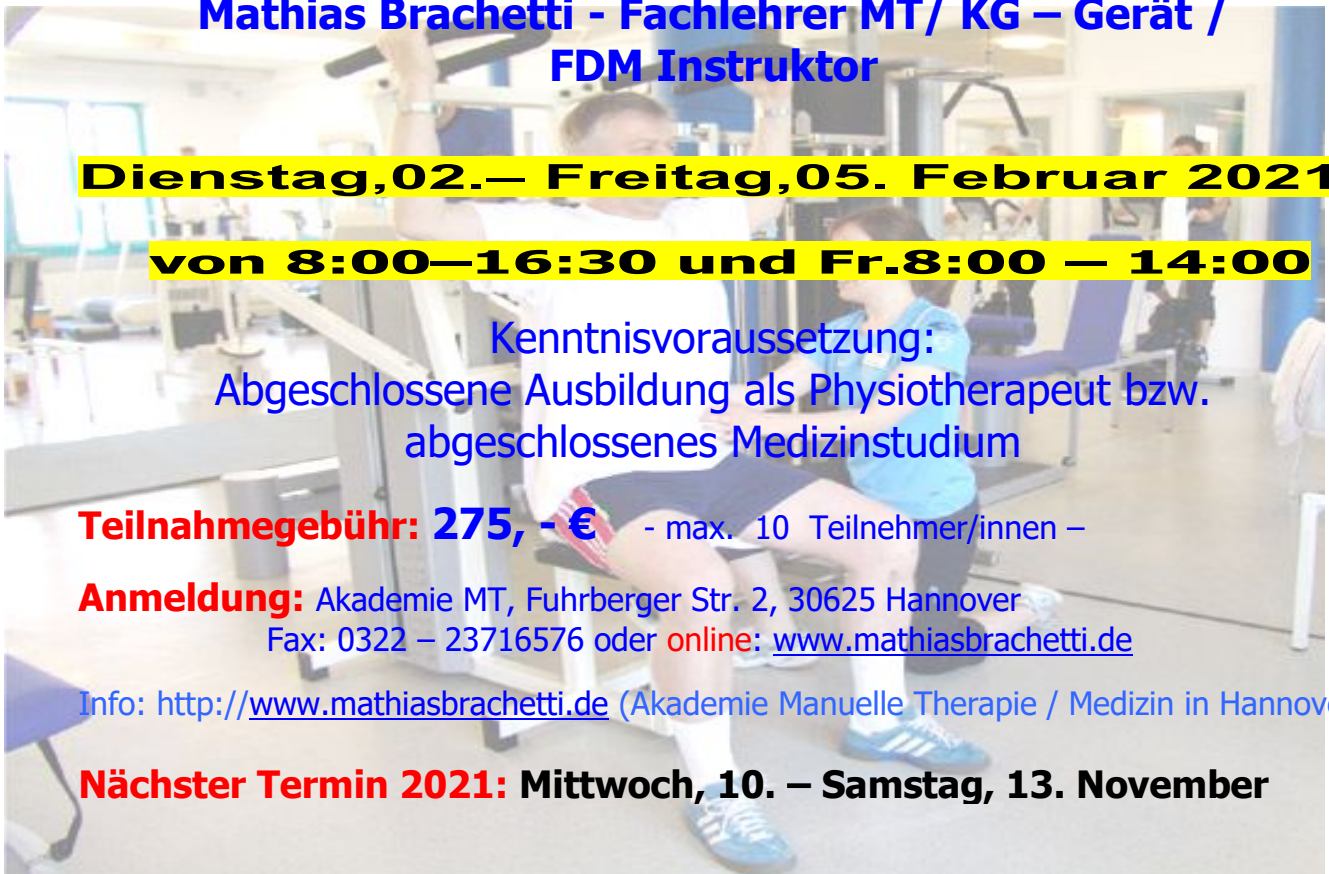 Mathias Brachetti - Fachlehrer MT/ KG – Gerät /
FDM Instruktor
Dienstag,02.– Freitag,05. Februar 2021
von 8:00–16:30 und Fr.8:00 – 14:00
Kenntnisvoraussetzung:
Abgeschlossene Ausbildung als Physiotherapeut bzw.
abgeschlossenes Medizinstudium
Teilnahmegebühr: 275, - € - max. 10 Teilnehmer/innen –
Anmeldung: Akademie MT, Fuhrberger Str. 2, 30625 Hannover
Fax: 0322 – 23716576 oder online: www.mathiasbrachetti.de
Info: http://www.mathiasbrachetti.de (Akademie Manuelle Therapie / Medizin in Hannove
Nächster Termin 2021: Mittwoch, 10. – Samstag, 13. November